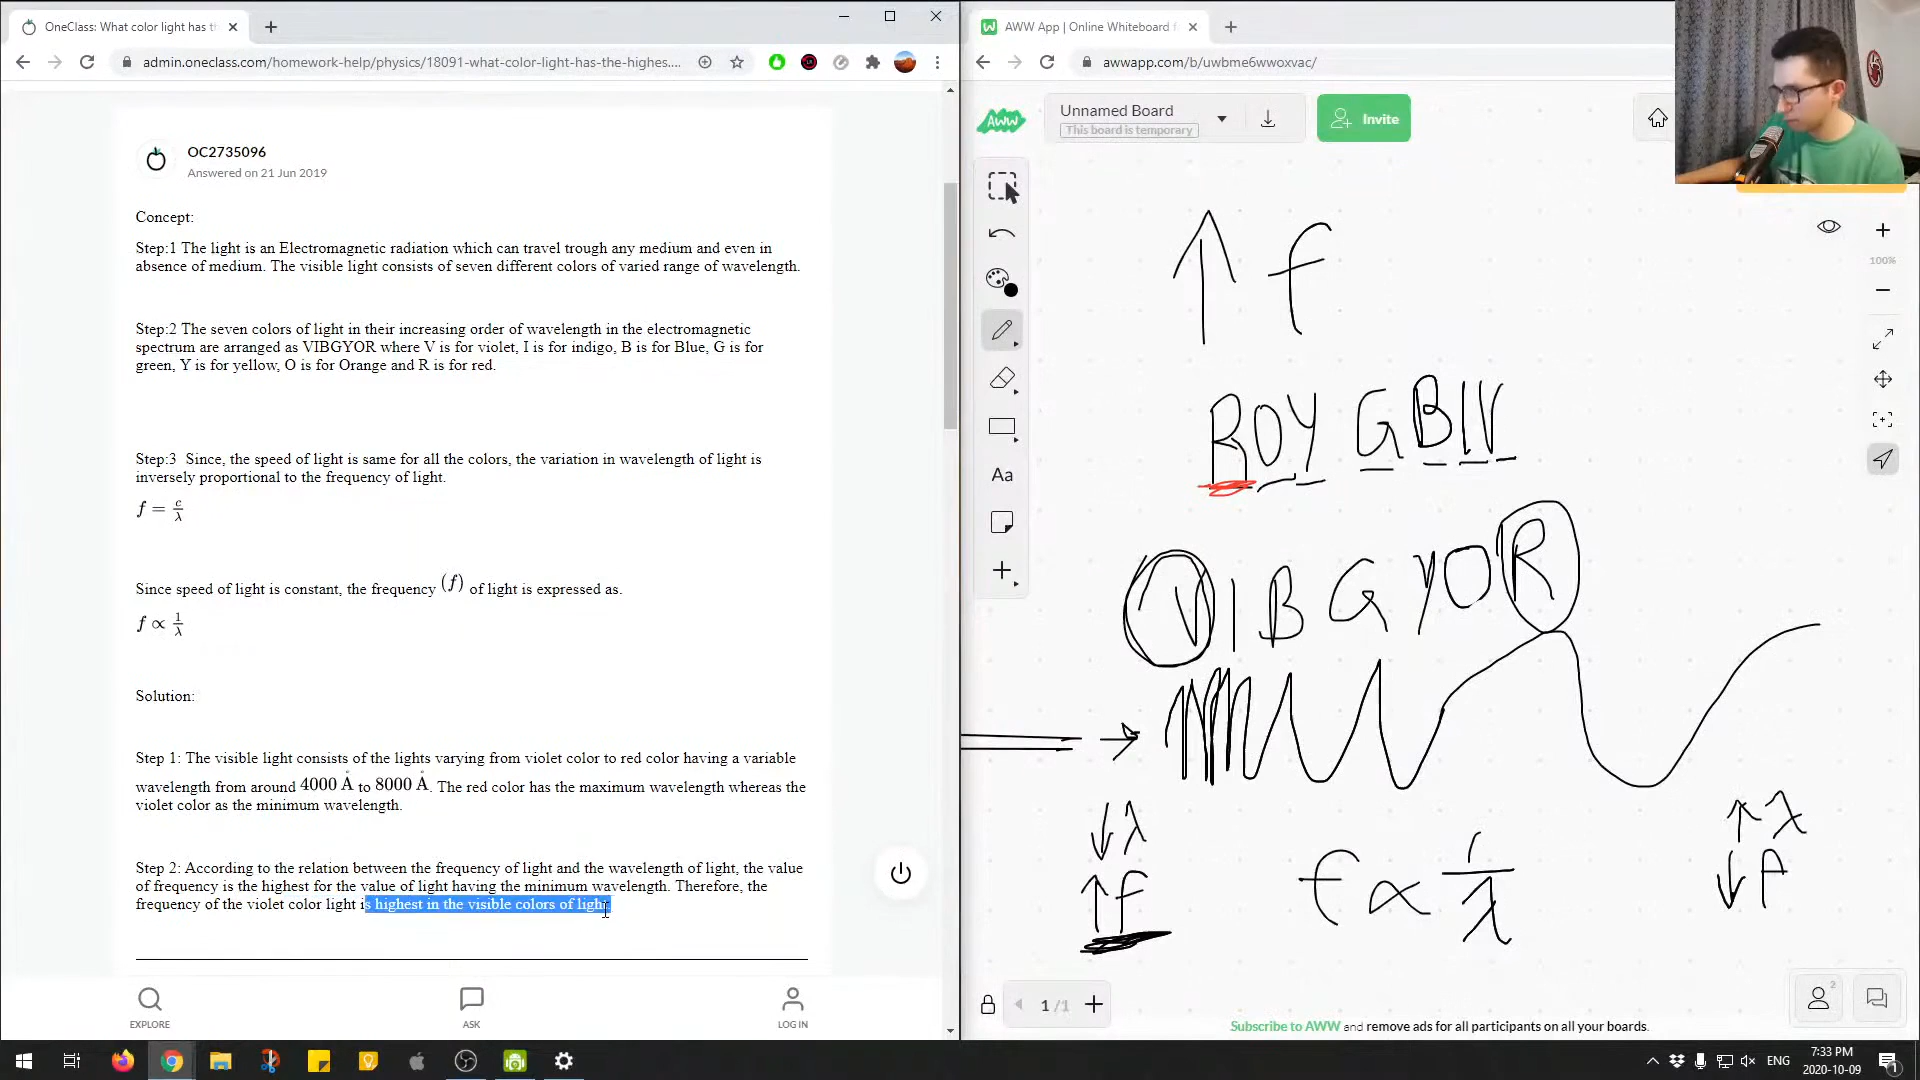 OneClass: What color light has th
admin.oneclass.com/homework-help/physics/18091-what-color-light-has-the-highes....
OC2735096
Answered on 21 Jun 2019
Concept:
Step:1 The light is an Electromagnetic radiation which can travel trough any medium and even in
absence of medium. The visible light consists of seven different colors of varied range of wavelength.
Step:2 The seven colors of light in their increasing order of wavelength in the electromagnetic
spectrum are arranged as VIBGYOR where V is for violet, I is for indigo, B is for Blue, G is for
green, Y is for yellow, O is for Orange and R is for red.
Step:3 Since, the speed of light is same for all the colors, the variation in wavelength of light is
inversely proportional to the frequency of light.
f = c/λ
Since speed of light is constant, the frequency (f) of light is expressed as.
f ∝ 1/λ
Solution:
Step 1: The visible light consists of the lights varying from violet color to red color having a variable
wavelength from around 4000 Å to 8000 Å. The red color has the maximum wavelength whereas the
violet color as the minimum wavelength.
Step 2: According to the relation between the frequency of light and the wavelength of light, the value
of frequency is the highest for the value of light having the minimum wavelength. Therefore, the
frequency of the violet color light is highest in the visible colors of light
EXPLORE
ASK
LOG IN
AWW App | Online Whiteboard f
awwapp.com/b/uwbme6wwoxvac/
AWW
Unnamed Board
This board is temporary
Invite
100%
Aa
↑ f
ROY GBIV
VIBGYOR
↓λ
↑f
f ∝ 1/λ
↑λ
↓f
1 /1
2
Subscribe to AWW and remove ads for all participants on all your boards.
ENG
7:33 PM
2020-10-09
1